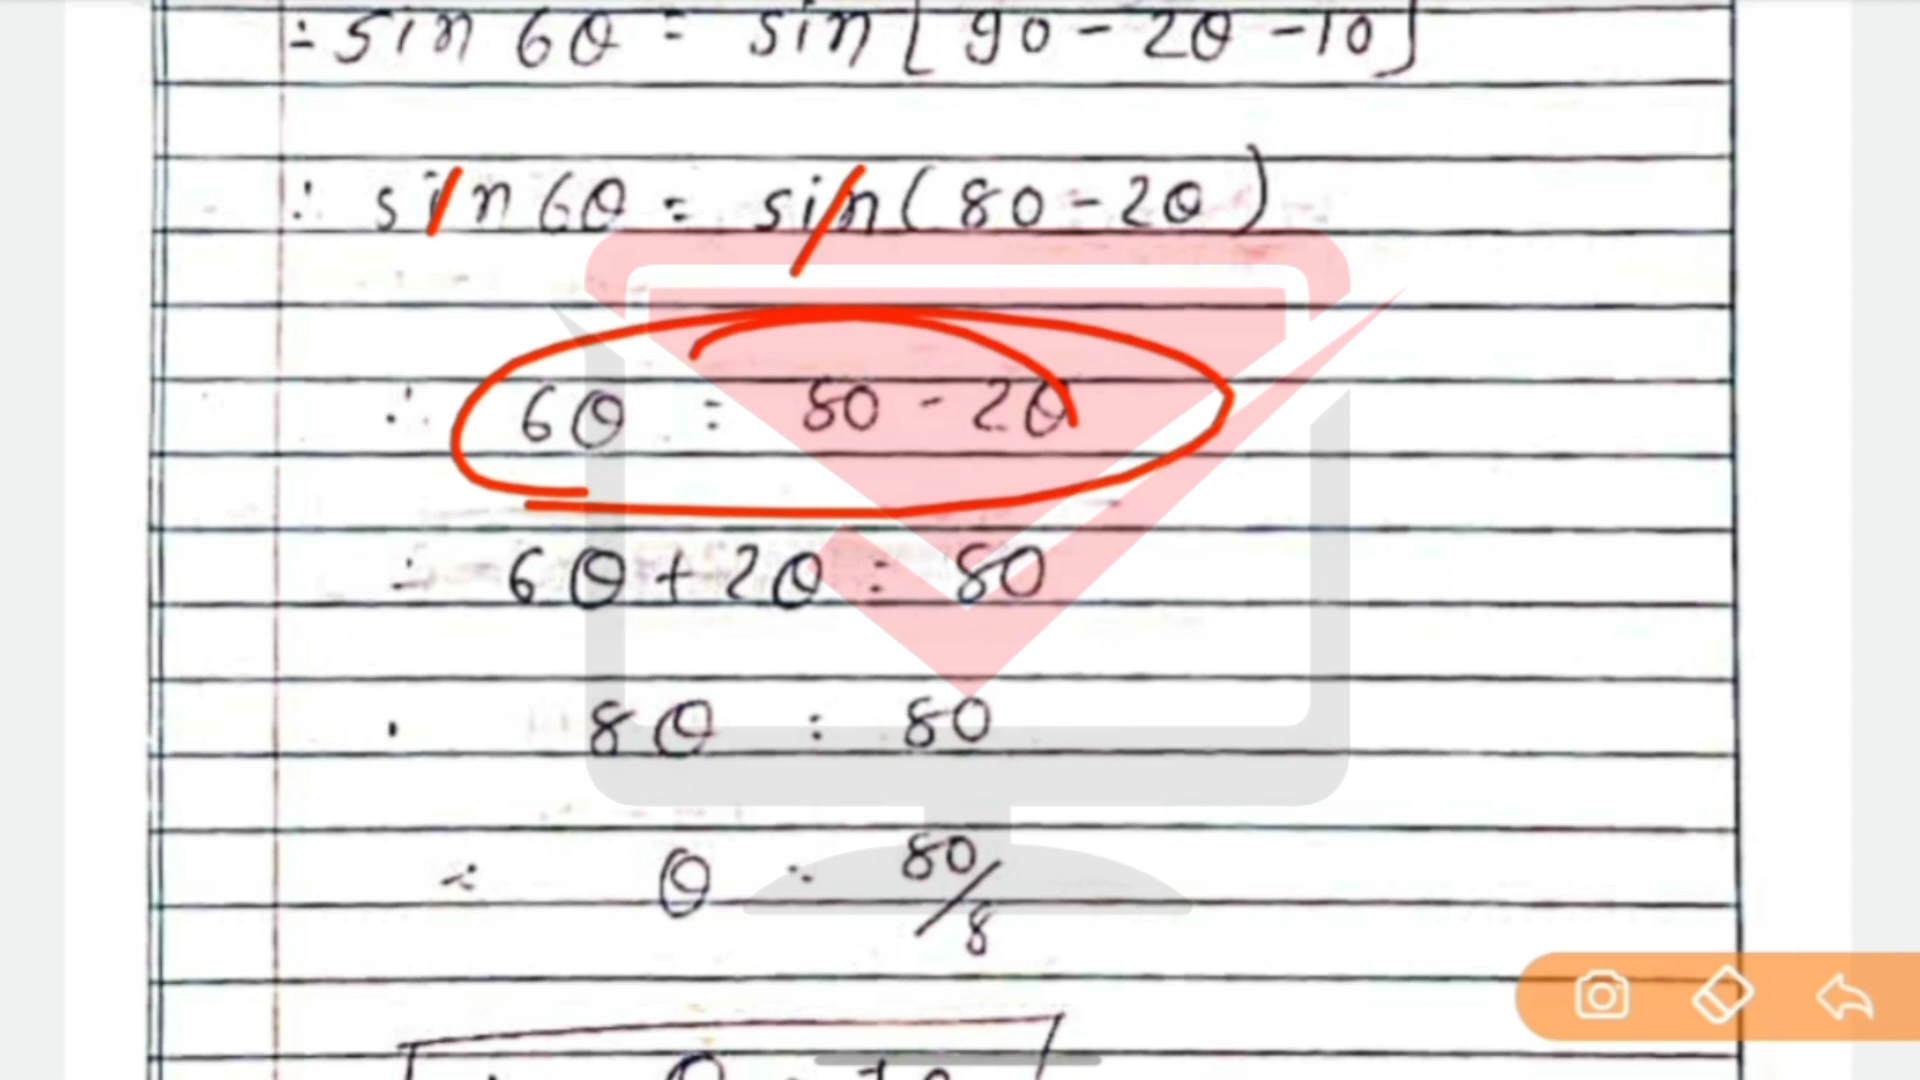 ∴ sin 6θ = sin [ 90 - 2θ - 10 ]
∴ sin 6θ = sin ( 80 - 2θ )
∴ 6θ = 80 - 2θ
∴ 6θ + 2θ = 80
∴ 8θ = 80
∴ θ = 80/8